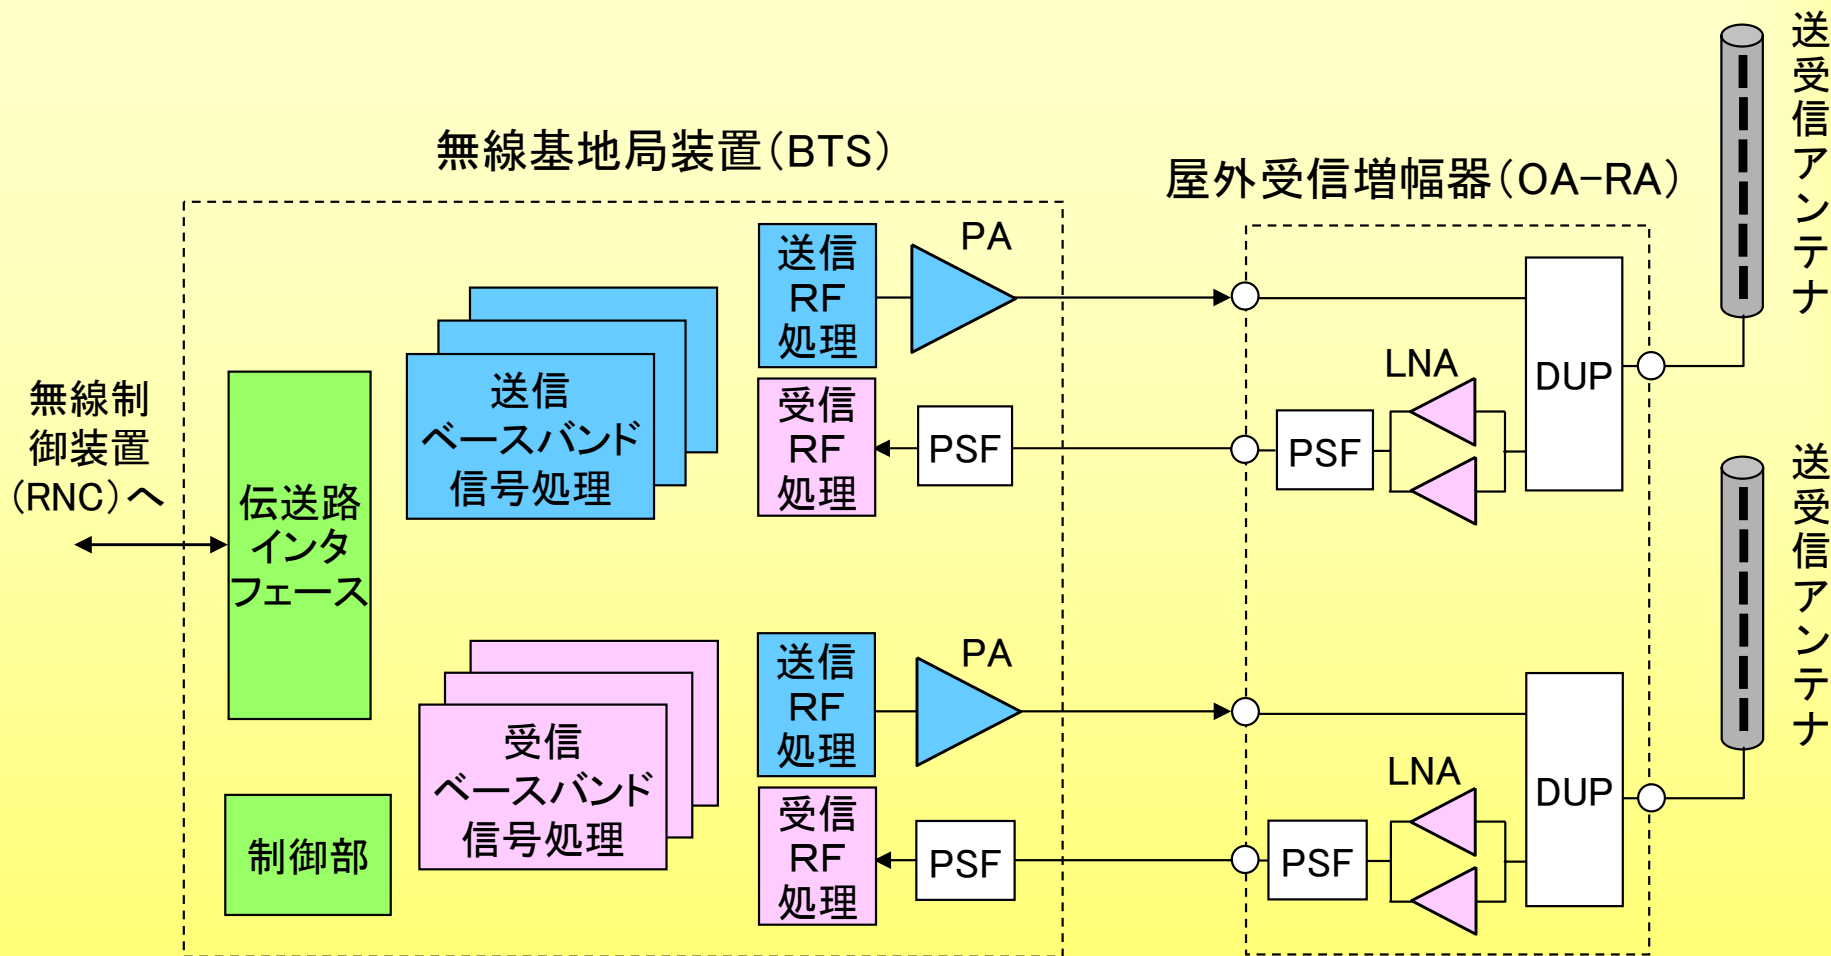 無線基地局装置(BTS)
屋外受信増幅器(OA-RA)
送受信アンテナ
送受信アンテナ
無線制
御装置
(RNC)へ
伝送路
インタ
フェース
制御部
送信
ベースバンド
信号処理
受信
ベースバンド
信号処理
送信
RF
処理
PA
受信
RF
処理
PSF
PSF
LNA
DUP
送信
RF
処理
PA
受信
RF
処理
PSF
PSF
LNA
DUP